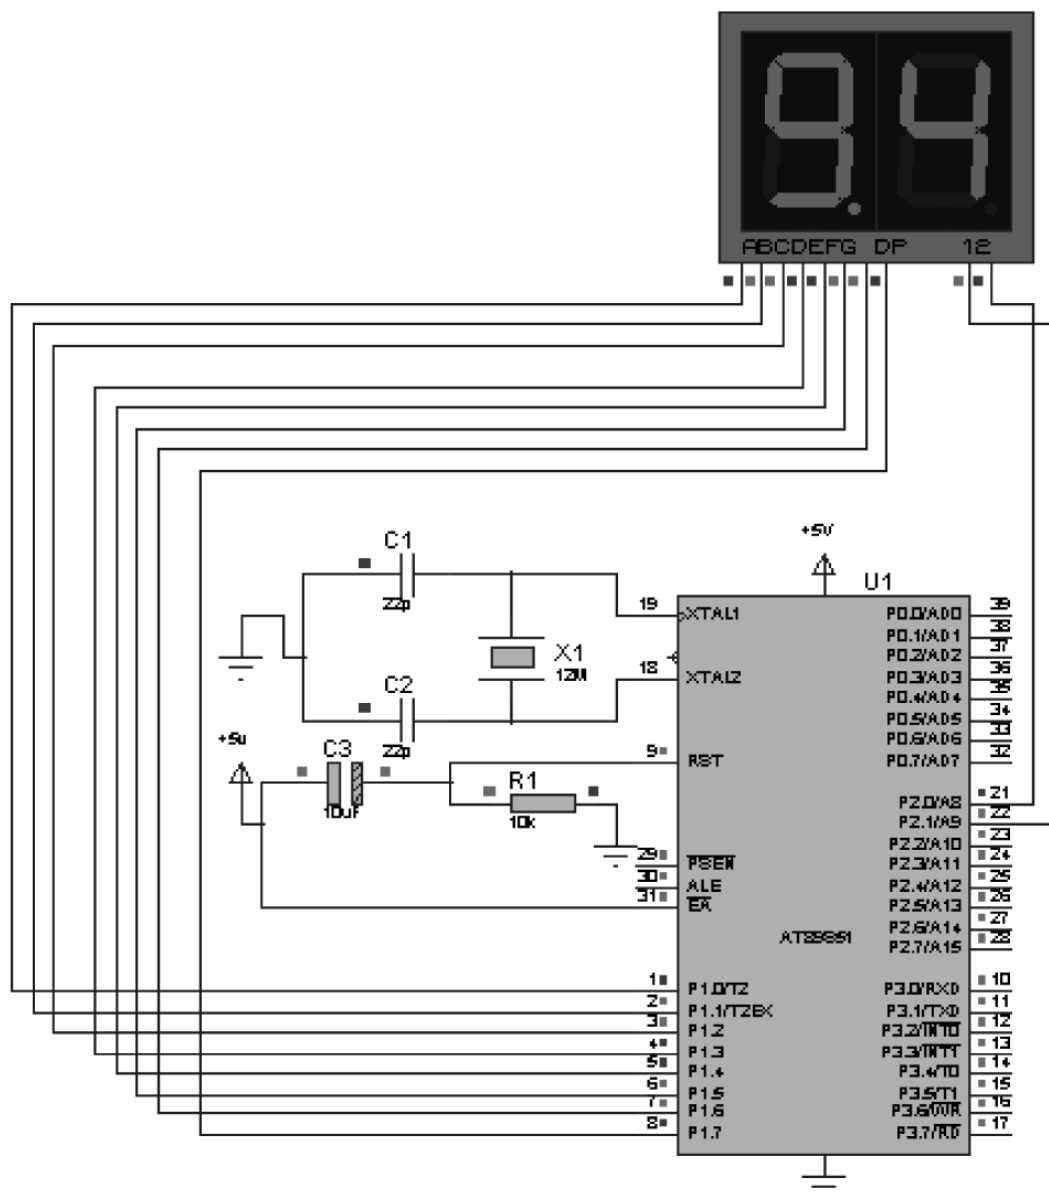 9.4
ABCDEFG DP 12
+5V
C1
22p
U1
X1
12M
C2
22p
+5v
C3
10uF
R1
10k
19 XTAL1
18 XTAL2
9 RST
29 PSEN
30 ALE
31 EA
1 P1.0/T2
2 P1.1/T2EX
3 P1.2
4 P1.3
5 P1.4
6 P1.5
7 P1.6
8 P1.7
P0.0/AD0 39
P0.1/AD1 38
P0.2/AD2 37
P0.3/AD3 36
P0.4/AD4 35
P0.5/AD5 34
P0.6/AD6 33
P0.7/AD7 32
P2.0/A8 21
P2.1/A9 22
P2.2/A10 23
P2.3/A11 24
P2.4/A12 25
P2.5/A13 26
P2.6/A14 27
P2.7/A15 28
P3.0/RXD 10
P3.1/TXD 11
P3.2/INT0 12
P3.3/INT1 13
P3.4/T0 14
P3.5/T1 15
P3.6/WR 16
P3.7/RD 17